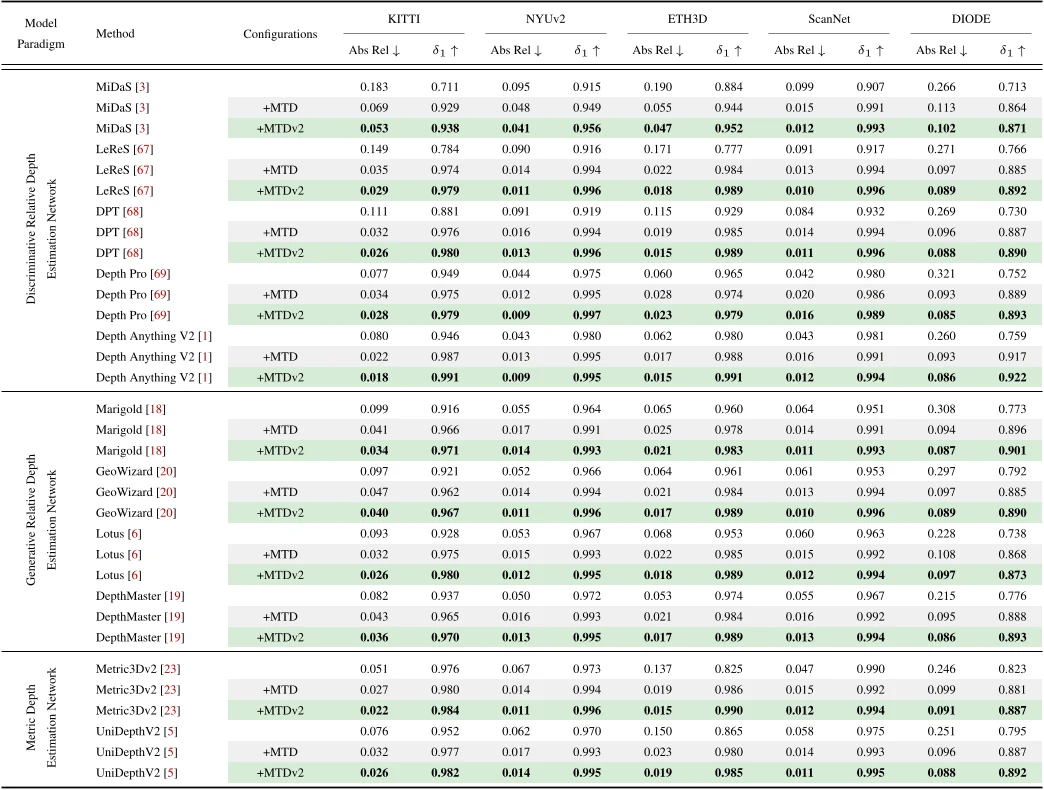 Model Paradigm Method Configurations KITTI NYUv2 ETH3D ScanNet DIODE
Abs Rel ↓ δ1 ↑ Abs Rel ↓ δ1 ↑ Abs Rel ↓ δ1 ↑ Abs Rel ↓ δ1 ↑ Abs Rel ↓ δ1 ↑
Discriminative Relative Depth
Estimation Network
MiDaS [3] 0.183 0.711 0.095 0.915 0.190 0.884 0.099 0.907 0.266 0.713
MiDaS [3] +MTD 0.069 0.929 0.048 0.949 0.055 0.944 0.015 0.991 0.113 0.864
MiDaS [3] +MTDv2 0.053 0.938 0.041 0.956 0.047 0.952 0.012 0.993 0.102 0.871
LeReS [67] 0.149 0.784 0.090 0.916 0.171 0.777 0.091 0.917 0.271 0.766
LeReS [67] +MTD 0.035 0.974 0.014 0.994 0.022 0.984 0.013 0.994 0.097 0.885
LeReS [67] +MTDv2 0.029 0.979 0.011 0.996 0.018 0.989 0.010 0.996 0.089 0.892
DPT [68] 0.111 0.881 0.091 0.919 0.115 0.929 0.084 0.932 0.269 0.730
DPT [68] +MTD 0.032 0.976 0.016 0.994 0.019 0.985 0.014 0.994 0.096 0.887
DPT [68] +MTDv2 0.026 0.980 0.013 0.996 0.015 0.989 0.011 0.996 0.088 0.890
Depth Pro [69] 0.077 0.949 0.044 0.975 0.060 0.965 0.042 0.980 0.321 0.752
Depth Pro [69] +MTD 0.034 0.975 0.012 0.995 0.028 0.974 0.020 0.986 0.093 0.889
Depth Pro [69] +MTDv2 0.028 0.979 0.009 0.997 0.023 0.979 0.016 0.989 0.085 0.893
Depth Anything V2 [1] 0.080 0.946 0.043 0.980 0.062 0.980 0.043 0.981 0.260 0.759
Depth Anything V2 [1] +MTD 0.022 0.987 0.013 0.995 0.017 0.988 0.016 0.991 0.093 0.917
Depth Anything V2 [1] +MTDv2 0.018 0.991 0.009 0.995 0.015 0.991 0.012 0.994 0.086 0.922
Generative Relative Depth
Estimation Network
Marigold [18] 0.099 0.916 0.055 0.964 0.065 0.960 0.064 0.951 0.308 0.773
Marigold [18] +MTD 0.041 0.966 0.017 0.991 0.025 0.978 0.014 0.991 0.094 0.896
Marigold [18] +MTDv2 0.034 0.971 0.014 0.993 0.021 0.983 0.011 0.993 0.087 0.901
GeoWizard [20] 0.097 0.921 0.052 0.966 0.064 0.961 0.061 0.953 0.297 0.792
GeoWizard [20] +MTD 0.047 0.962 0.014 0.994 0.021 0.984 0.013 0.994 0.097 0.885
GeoWizard [20] +MTDv2 0.040 0.967 0.011 0.996 0.017 0.989 0.010 0.996 0.089 0.890
Lotus [6] 0.093 0.928 0.053 0.967 0.068 0.953 0.060 0.963 0.228 0.738
Lotus [6] +MTD 0.032 0.975 0.015 0.993 0.022 0.985 0.015 0.992 0.108 0.868
Lotus [6] +MTDv2 0.026 0.980 0.012 0.995 0.018 0.989 0.012 0.994 0.097 0.873
DepthMaster [19] 0.082 0.937 0.050 0.972 0.053 0.974 0.055 0.967 0.215 0.776
DepthMaster [19] +MTD 0.043 0.965 0.016 0.993 0.021 0.984 0.016 0.992 0.095 0.888
DepthMaster [19] +MTDv2 0.036 0.970 0.013 0.995 0.017 0.989 0.013 0.994 0.086 0.893
Metric Depth
Estimation Network
Metric3Dv2 [23] 0.051 0.976 0.067 0.973 0.137 0.825 0.047 0.990 0.246 0.823
Metric3Dv2 [23] +MTD 0.027 0.980 0.014 0.994 0.019 0.986 0.015 0.992 0.099 0.881
Metric3Dv2 [23] +MTDv2 0.022 0.984 0.011 0.996 0.015 0.990 0.012 0.994 0.091 0.887
UniDepthV2 [5] 0.076 0.952 0.062 0.970 0.150 0.865 0.058 0.975 0.251 0.795
UniDepthV2 [5] +MTD 0.032 0.977 0.017 0.993 0.023 0.980 0.014 0.993 0.096 0.887
UniDepthV2 [5] +MTDv2 0.026 0.982 0.014 0.995 0.019 0.985 0.011 0.995 0.088 0.892